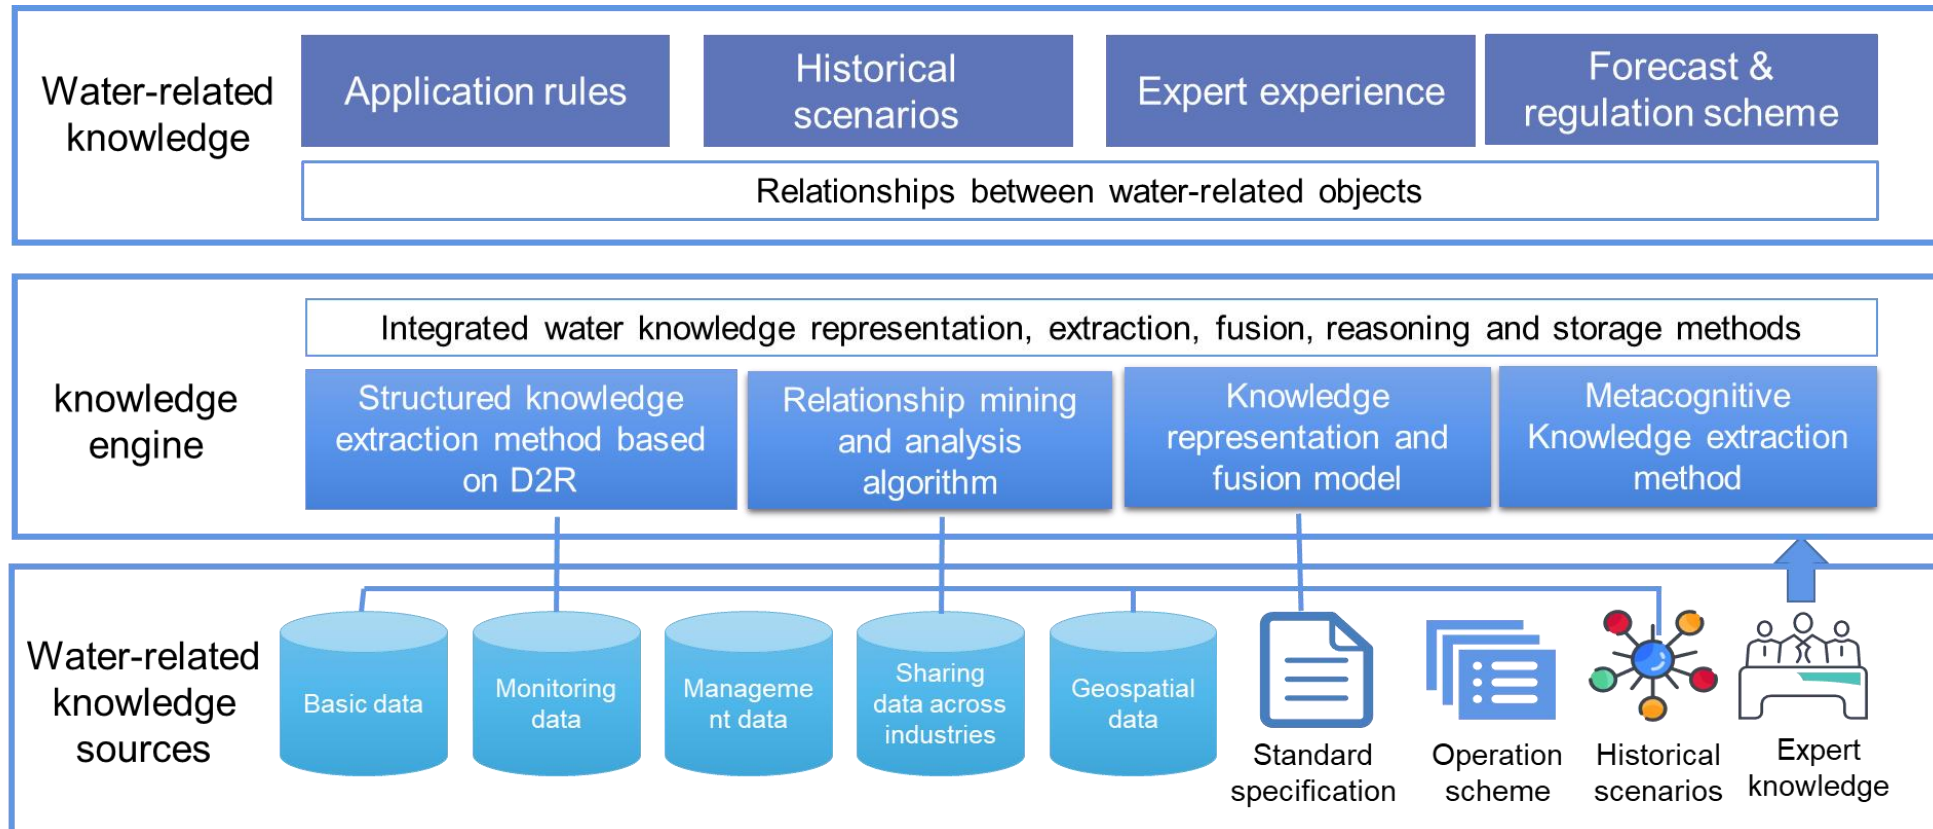 Water-related
knowledge
Application rules
Historical
scenarios
Expert experience
Forecast &
regulation scheme
Relationships between water-related objects
knowledge
engine
Integrated water knowledge representation, extraction, fusion, reasoning and storage methods
Structured knowledge
extraction method based
on D2R
Relationship mining
and analysis
algorithm
Knowledge
representation and
fusion model
Metacognitive
Knowledge extraction
method
Water-related
knowledge
sources
Basic data
Monitoring
data
Manageme
nt data
Sharing
data across
industries
Geospatial
data
Standard
specification
Operation
scheme
Historical
scenarios
Expert
knowledge